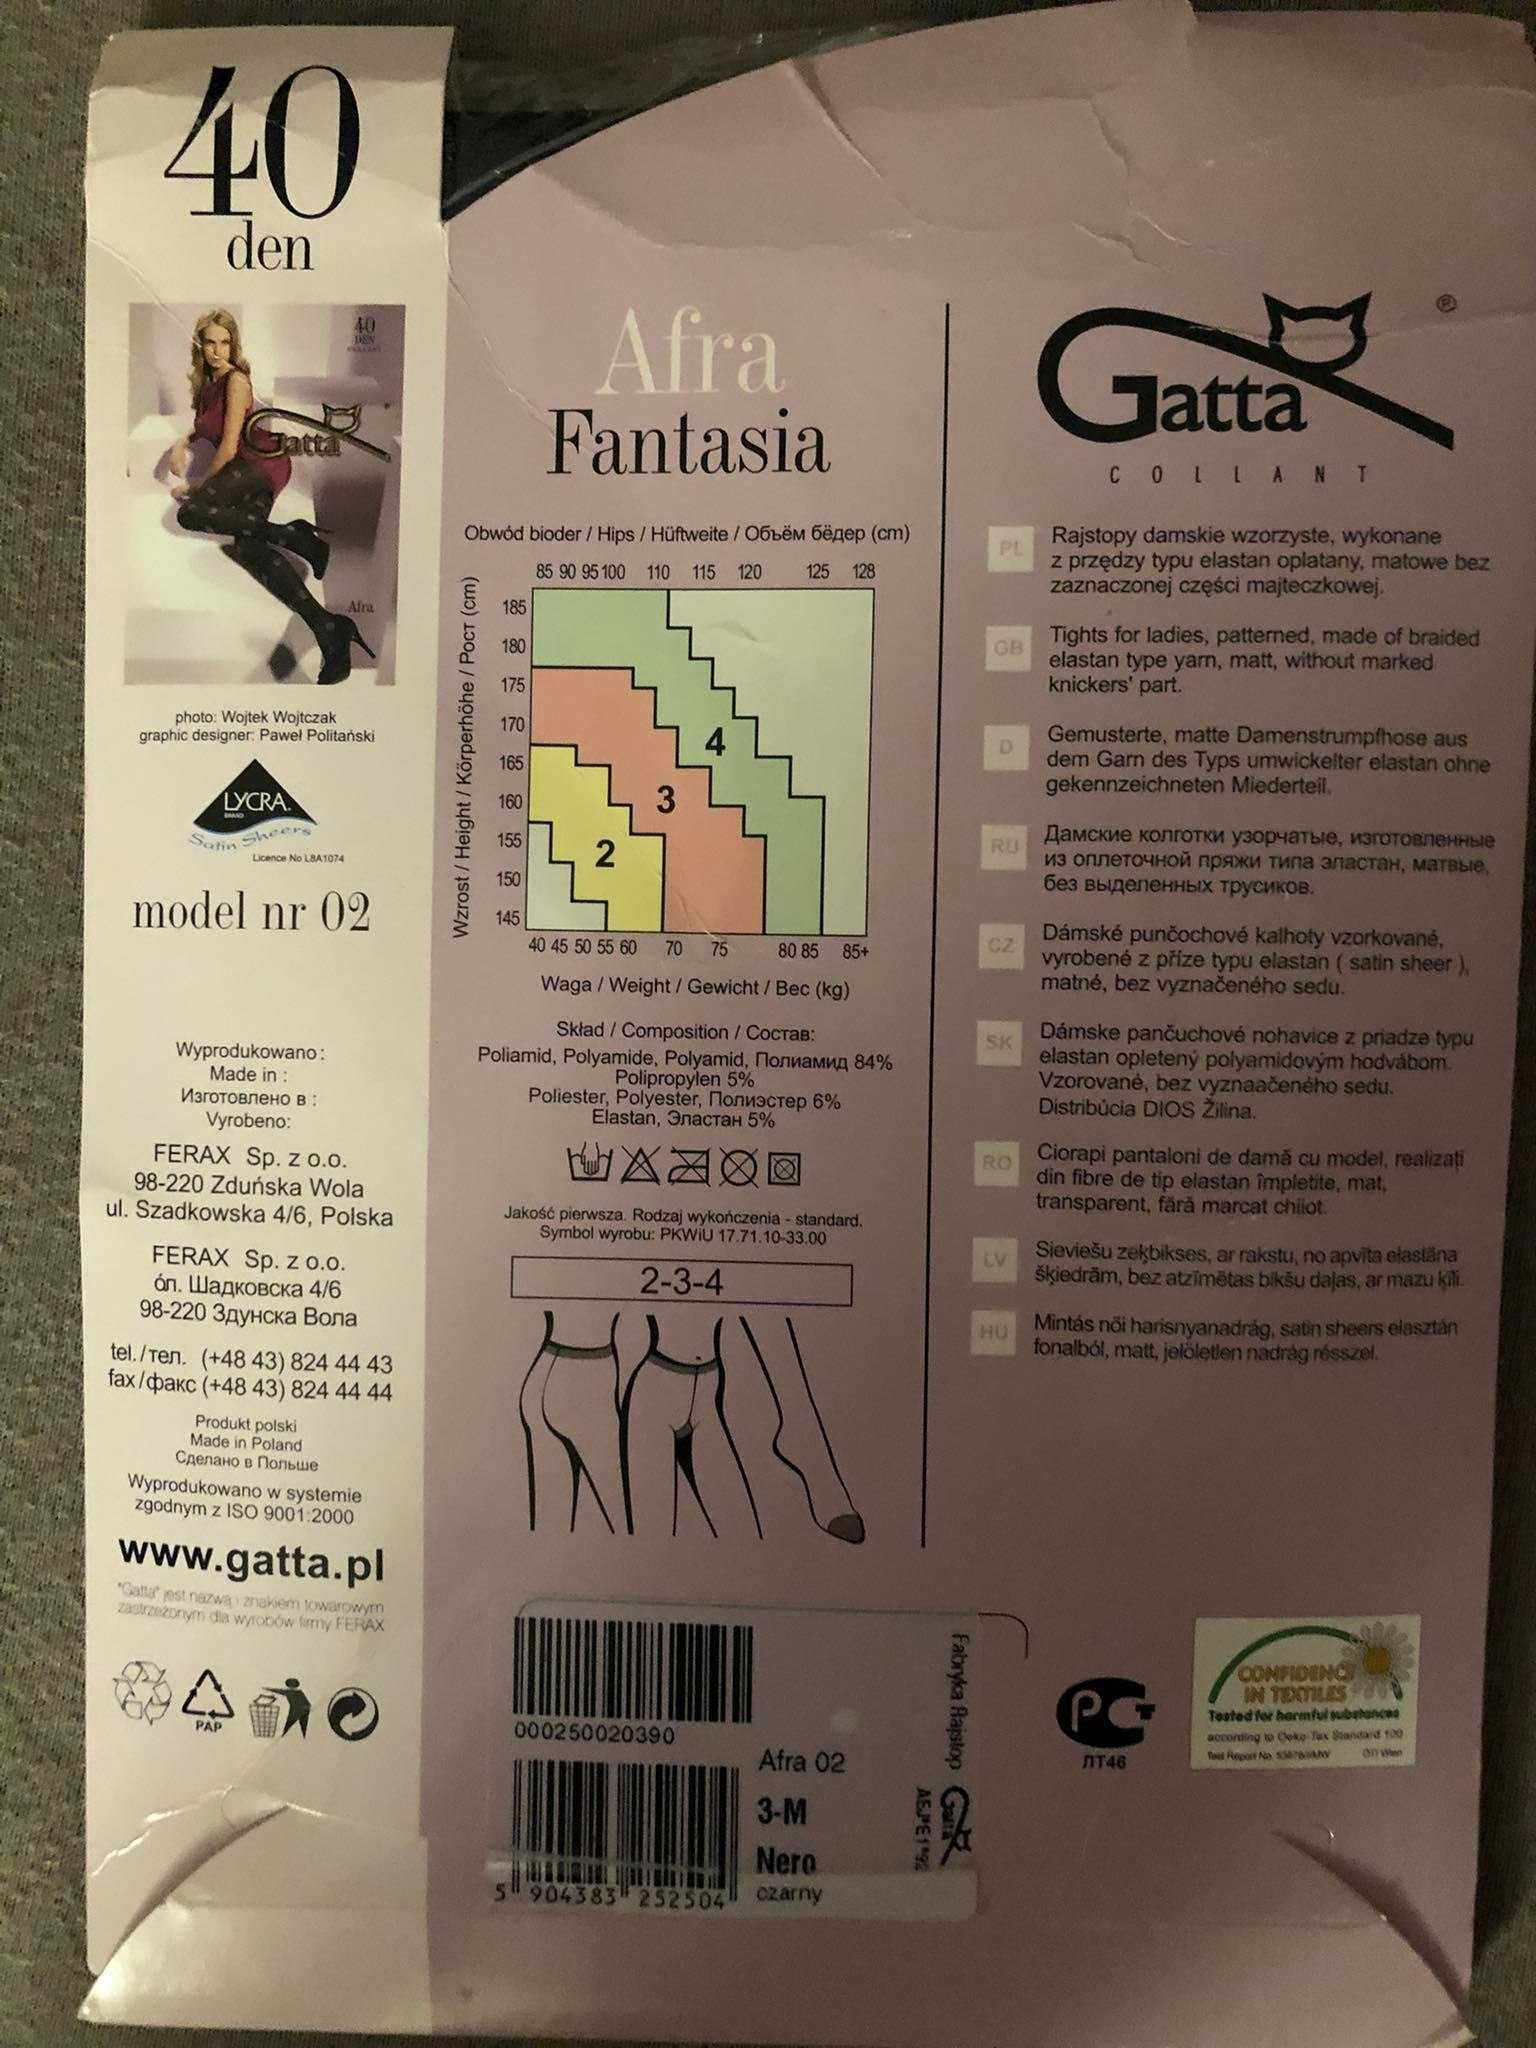 40
den
40
DEN
Gatta
Afra
photo: Wojtek Wojtczak
graphic designer: Paweł Politański
LYCRA
BRAND
Satin Sheers
Licence No L8A1074
model nr 02
Wyprodukowano :
Made in :
Изготовлено в :
Vyrobeno:
FERAX Sp. z o.o.
98-220 Zduńska Wola
ul. Szadkowska 4/6, Polska
FERAX Sp. z o.o.
óл. Шадковска 4/6
98-220 Здунска Вола
tel./тел. (+48 43) 824 44 43
fax/факс (+48 43) 824 44 44
Produkt polski
Made in Poland
Сделано в Польше
Wyprodukowano w systemie
zgodnym z ISO 9001:2000
www.gatta.pl
"Gatta" jest nazwą i znakiem towarowym
zastrzeżonym dla wyrobów firmy FERAX
PAP
Afra
Fantasia
Obwód bioder / Hips / Hüftweite / Объём бёдер (cm)
85 90 95 100 110 115 120 125 128
Wzrost / Height / Körperhöhe / Рост (cm)
185
180
175
170
165
160
155
150
145
4
3
2
40 45 50 55 60 70 75 80 85 85+
Waga / Weight / Gewicht / Вес (kg)
Skład / Composition / Состав:
Poliamid, Polyamide, Polyamid, Полиамид 84%
Polipropylen 5%
Poliester, Polyester, Полиэстер 6%
Elastan, Эластан 5%
Jakość pierwsza. Rodzaj wykończenia - standard.
Symbol wyrobu: PKWiU 17.71.10-33.00
2-3-4
Gatta ®
COLLANT
PL Rajstopy damskie wzorzyste, wykonane
z przędzy typu elastan oplatany, matowe bez
zaznaczonej części majteczkowej.
GB Tights for ladies, patterned, made of braided
elastan type yarn, matt, without marked
knickers' part.
D Gemusterte, matte Damenstrumpfhose aus
dem Garn des Typs umwickelter elastan ohne
gekennzeichneten Miederteil.
RU Дамские колготки узорчатые, изготовленные
из оплеточной пряжи типа эластан, матвые,
без выделенных трусиков.
CZ Dámské punčochové kalhoty vzorkované,
vyrobené z příze typu elastan ( satin sheer ),
matné, bez vyznačeného sedu.
SK Dámske pančuchové nohavice z priadze typu
elastan opletený polyamidovým hodvábom.
Vzorované, bez vyznaačeného sedu.
Distribúcia DIOS Žilina.
RO Ciorapi pantaloni de damă cu model, realizați
din fibre de tip elastan împletite, mat,
transparent, fără marcat chilot.
LV Sieviešu zeķbikses, ar rakstu, no apvīta elastāna
šķiedrām, bez atzīmētas bikšu daļas, ar mazu ķīli.
HU Mintás női harisnyanadrág, satin sheers elasztán
fonalból, matt, jelöletlen nadrág résszel.
000250020390
5 904383 252504
Afra 02
3-M
Nero
czarny
Fabryka Rajstop
Gatta
РСТ
ЛТ46
CONFIDENCE
IN TEXTILES
Tested for harmful substances
according to Oeko-Tex Standard 100
Test Report No.
ÖTI Wien